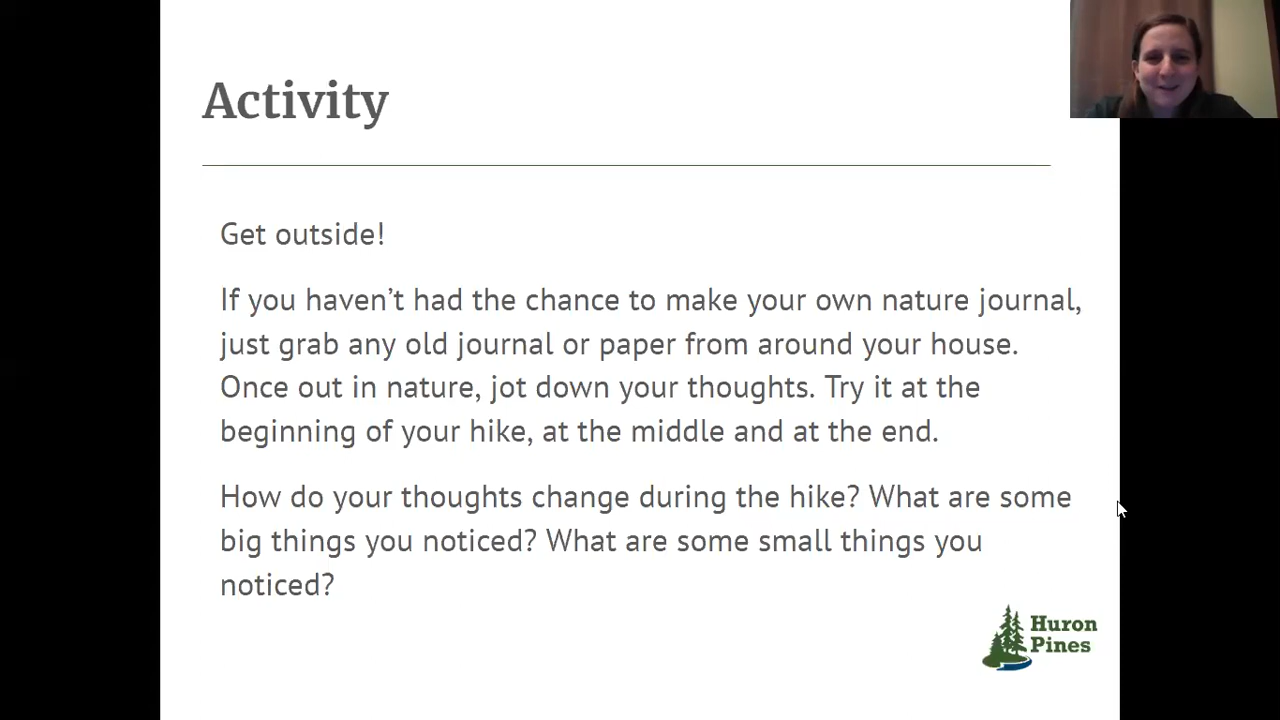 Activity
Get outside!
If you haven’t had the chance to make your own nature journal,
just grab any old journal or paper from around your house.
Once out in nature, jot down your thoughts. Try it at the
beginning of your hike, at the middle and at the end.
How do your thoughts change during the hike? What are some
big things you noticed? What are some small things you
noticed?
Huron
Pines